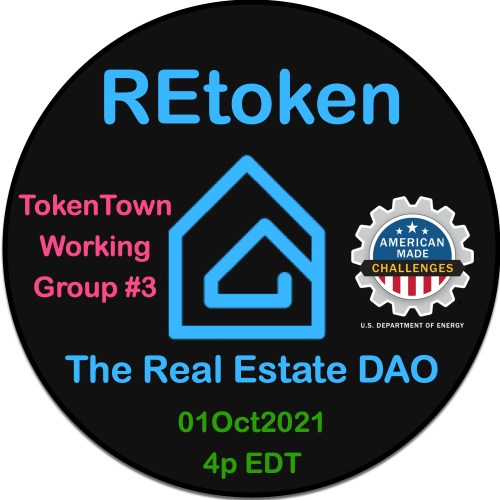 REtoken
TokenTown
Working
Group #3
AMERICAN
MADE
CHALLENGES
U.S. DEPARTMENT OF ENERGY
The Real Estate DAO
01Oct2021
4p EDT